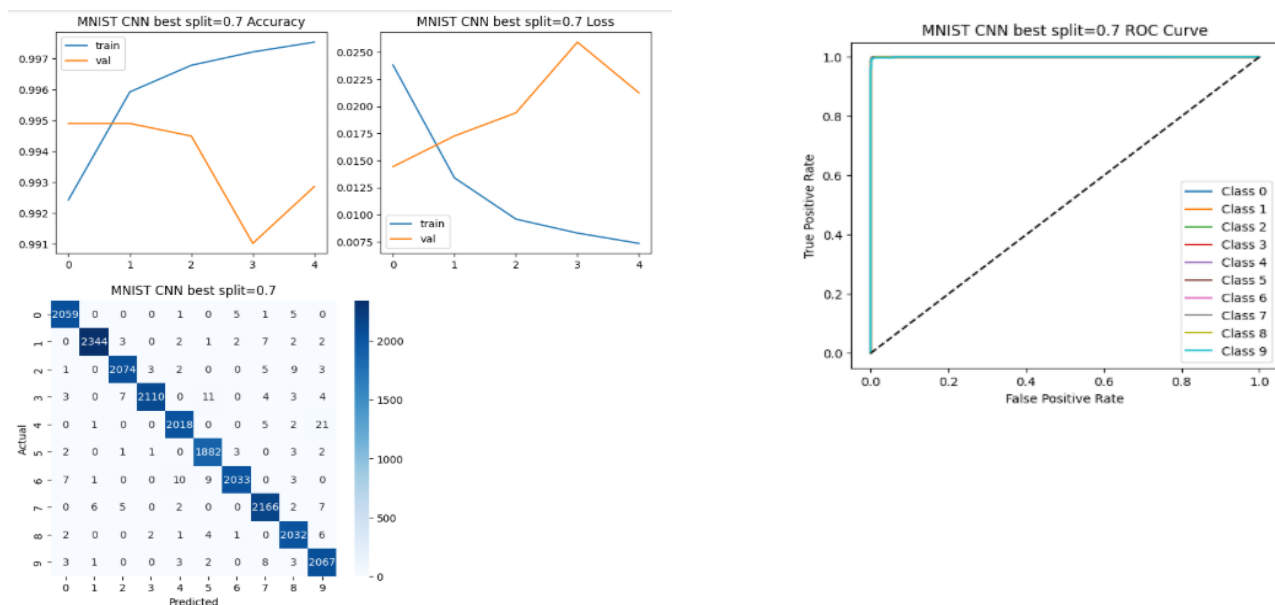 MNIST CNN best split=0.7 Accuracy
train
val
0.997
0.996
0.995
0.994
0.993
0.992
0.991
0 1 2 3 4
MNIST CNN best split=0.7 Loss
0.0250
0.0225
0.0200
0.0175
0.0150
0.0125
0.0100
0.0075
train
val
0 1 2 3 4
MNIST CNN best split=0.7
Actual
0 2059 0 0 0 1 0 5 1 5 0
1 0 2344 3 0 2 1 2 7 2 2
2 1 0 2074 3 2 0 0 5 9 3
3 3 0 7 2110 0 11 0 4 3 4
4 0 1 0 0 2018 0 0 5 2 21
5 2 0 1 1 0 1882 3 0 3 2
6 7 1 0 0 10 9 2033 0 3 0
7 0 6 5 0 2 0 0 2166 2 7
8 2 0 0 2 1 4 1 0 2032 6
9 3 1 0 0 3 2 0 8 3 2067
0 1 2 3 4 5 6 7 8 9
Predicted
2000
1500
1000
500
0
MNIST CNN best split=0.7 ROC Curve
True Positive Rate
1.0
0.8
0.6
0.4
0.2
0.0
Class 0
Class 1
Class 2
Class 3
Class 4
Class 5
Class 6
Class 7
Class 8
Class 9
0.0 0.2 0.4 0.6 0.8 1.0
False Positive Rate